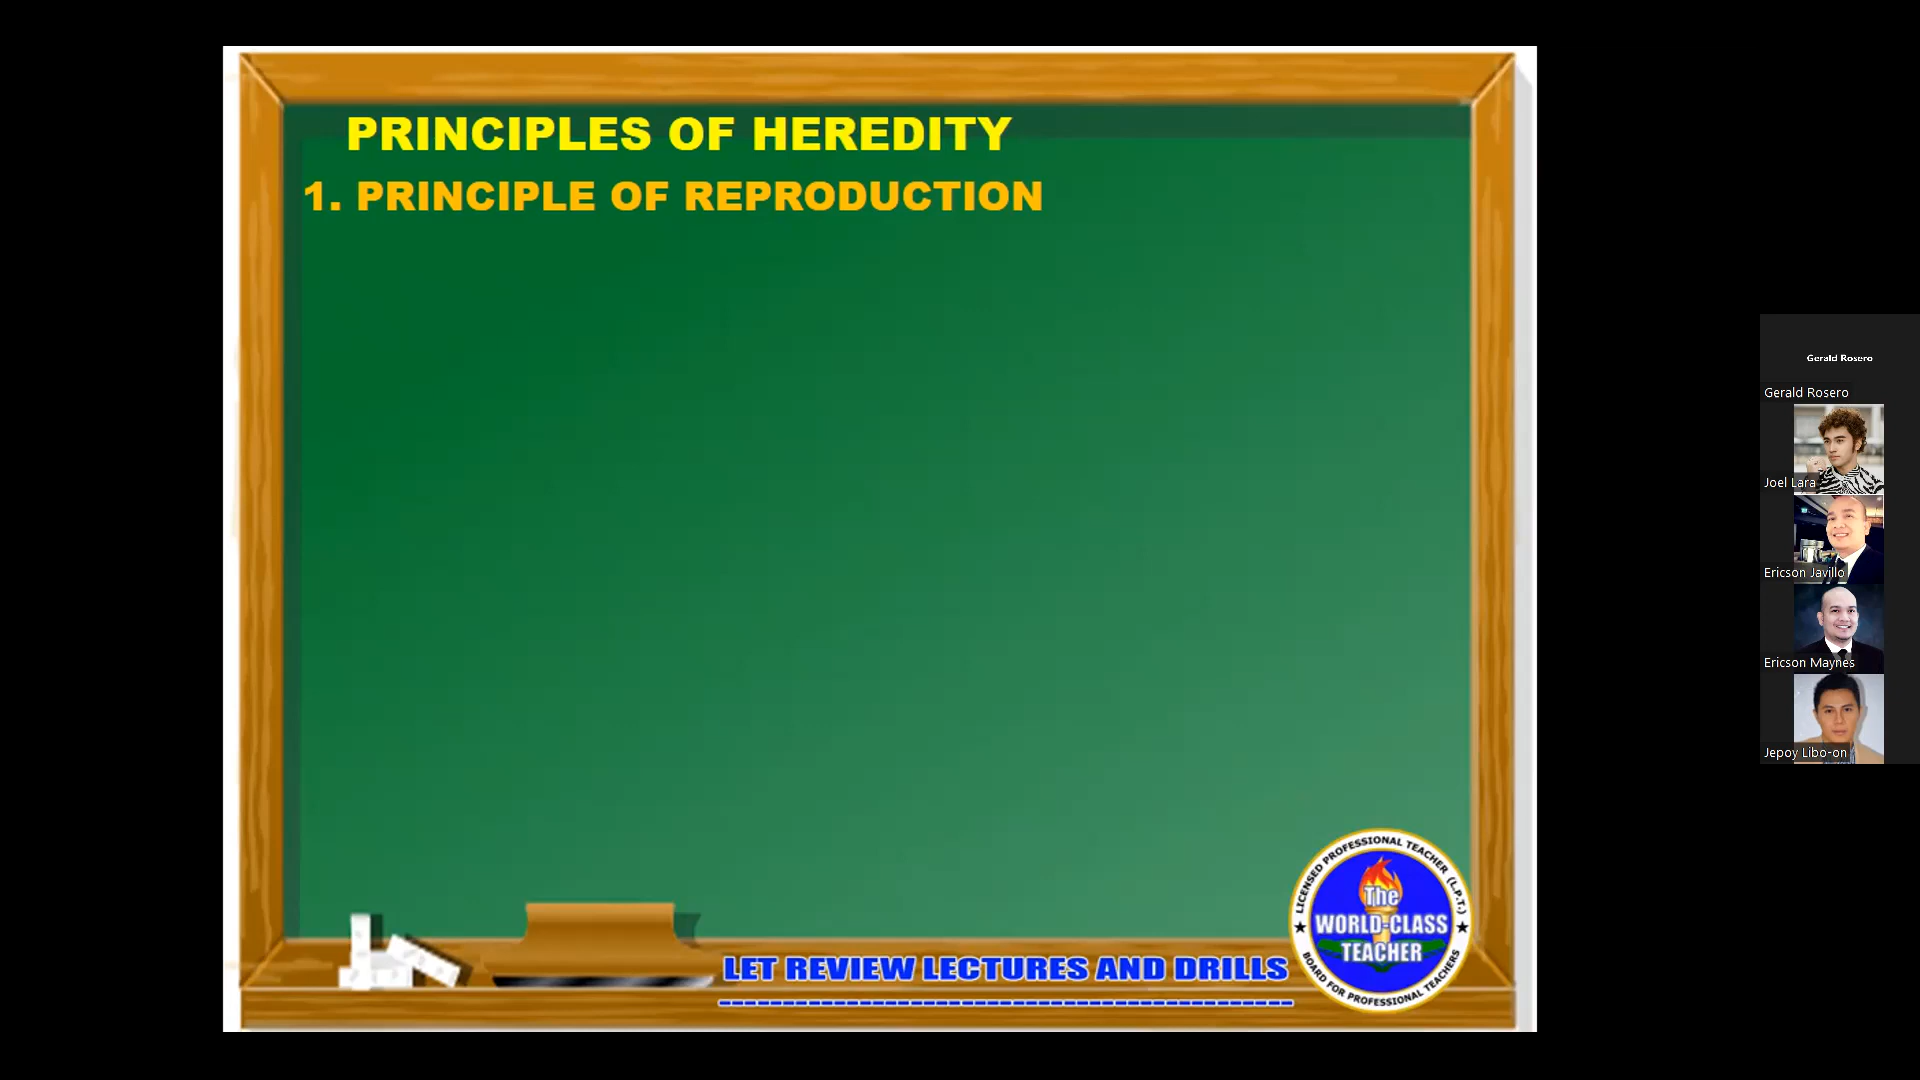 PRINCIPLES OF HEREDITY
1. PRINCIPLE OF REPRODUCTION
LICENSED PROFESSIONAL TEACHER (L.P.T.)
The
WORLD-CLASS
TEACHER
BOARD FOR PROFESSIONAL TEACHERS
LET REVIEW LECTURES AND DRILLS
Gerald Rosero
Gerald Rosero
Joel Lara
Ericson Javillo
Ericson Maynes
Jepoy Libo-on